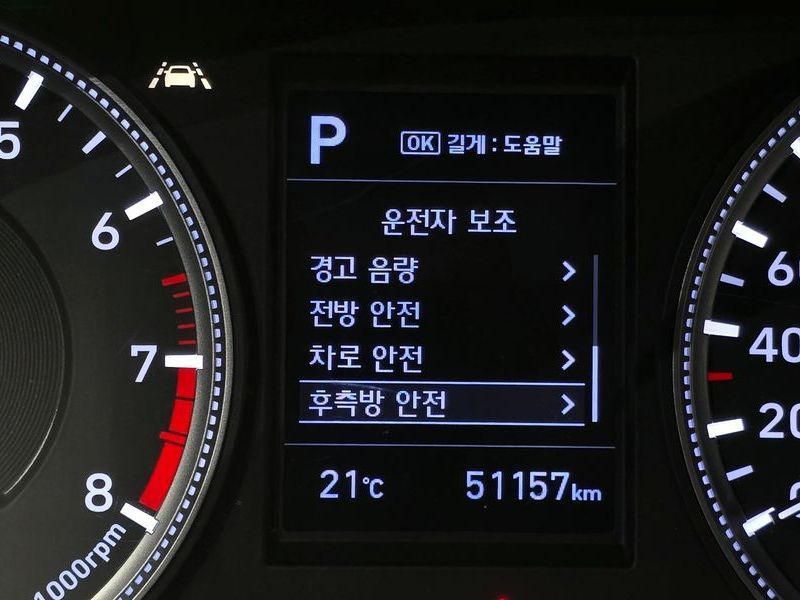 P
OK 길게 : 도움말
운전자 보조
경고 음량 >
전방 안전 >
차로 안전 >
후측방 안전 >
21℃ 51157km
5
6
7
8
1000rpm
60
40
20